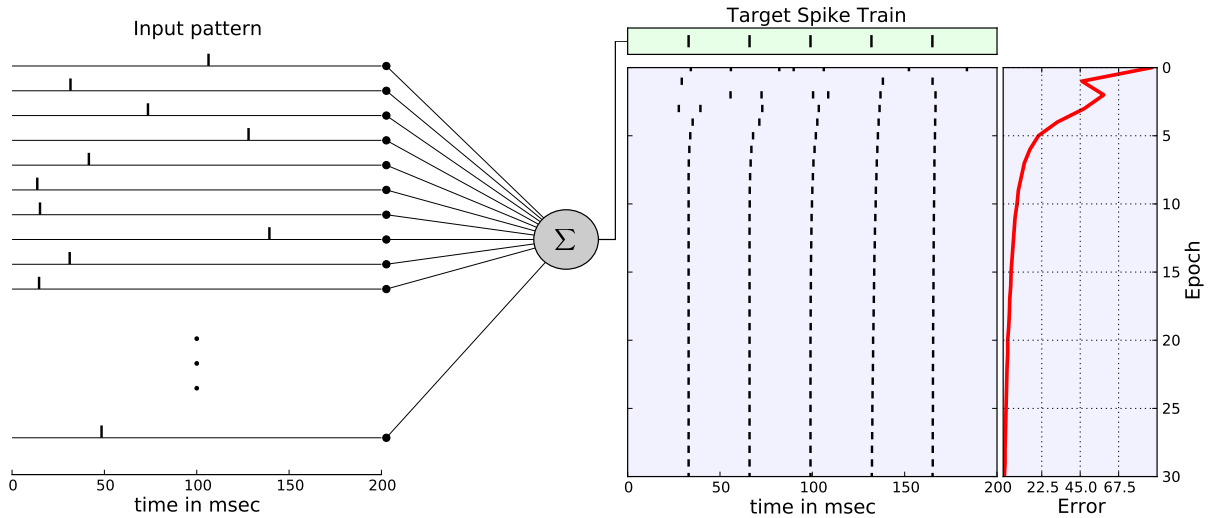 Input pattern
Σ
0 50 100 150 200
time in msec
Target Spike Train
0 50 100 150 200
time in msec
0
5
10
15
20
25
30
Epoch
22.5 45.0 67.5
Error